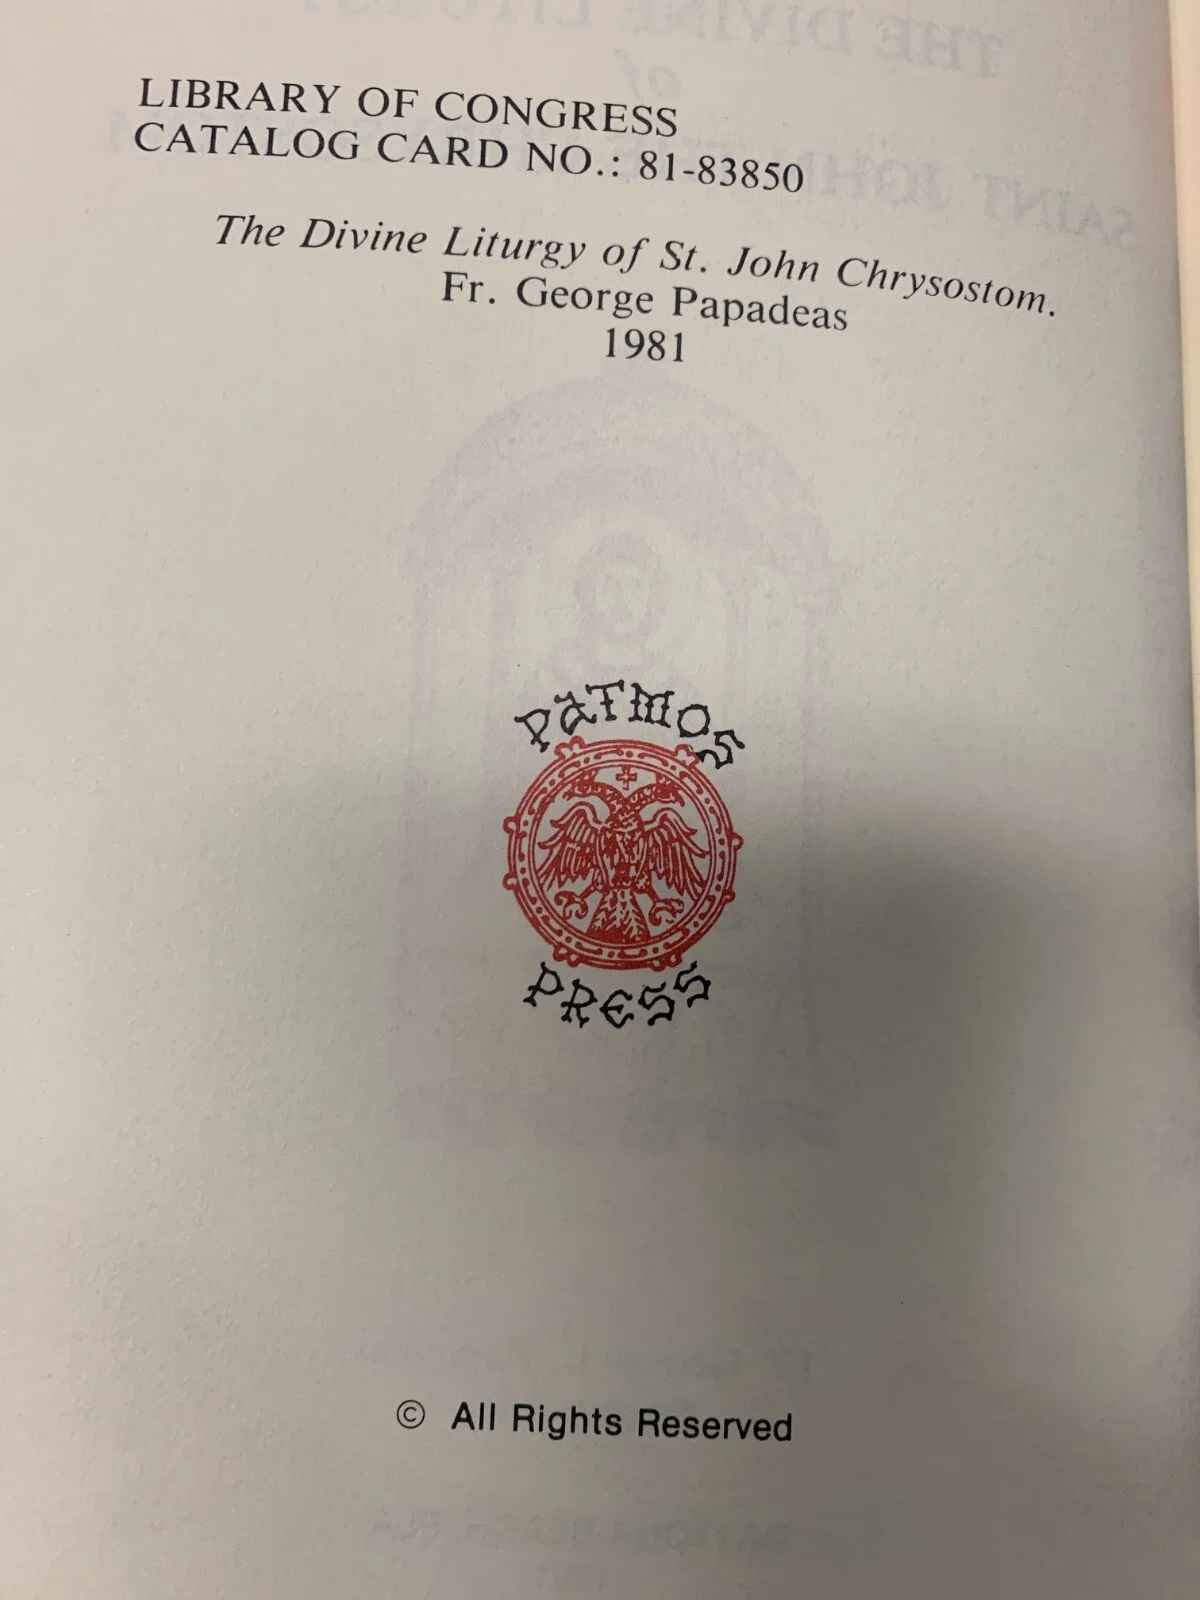 LIBRARY OF CONGRESS
CATALOG CARD NO.: 81-83850
The Divine Liturgy of St. John Chrysostom.
Fr. George Papadeas
1981
PATMOS
PRESS
© All Rights Reserved